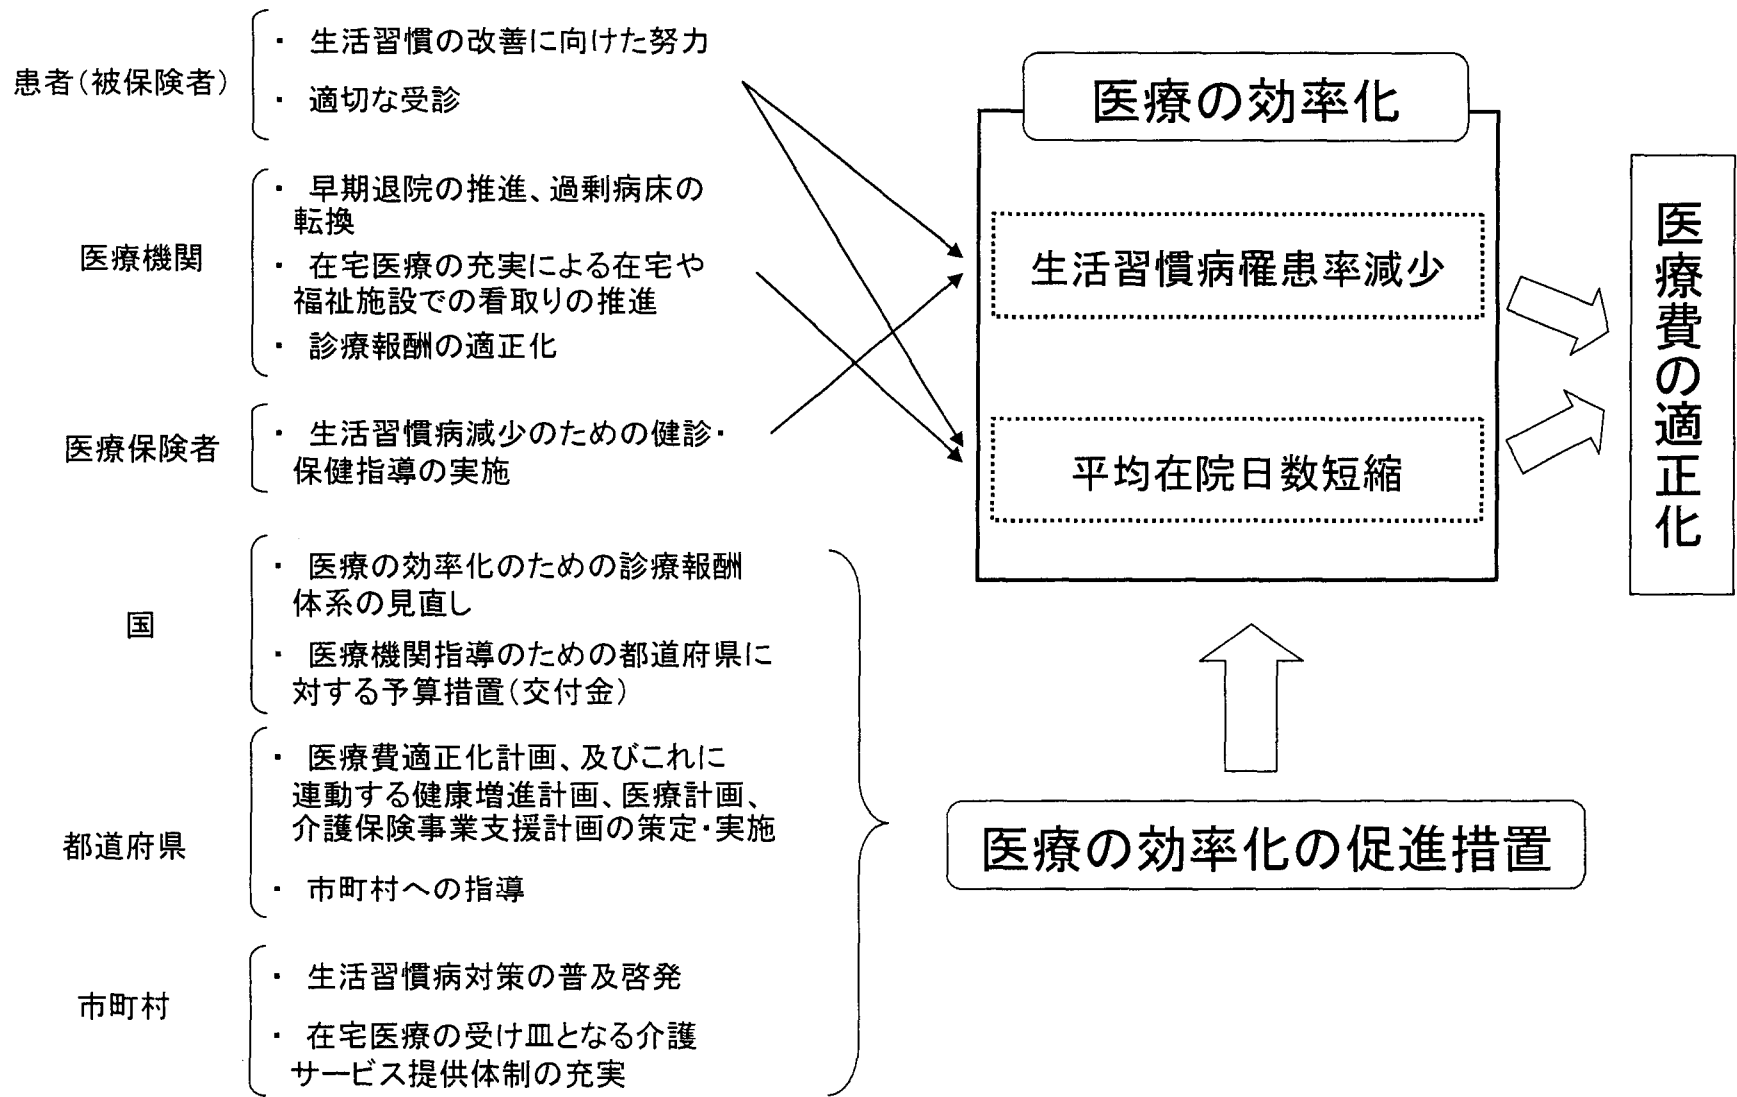 患者（被保険者）
・ 生活習慣の改善に向けた努力
・ 適切な受診
医療機関
・ 早期退院の推進、過剰病床の
転換
・ 在宅医療の充実による在宅や
福祉施設での看取りの推進
・ 診療報酬の適正化
医療保険者
・ 生活習慣病減少のための健診・
保健指導の実施
国
・ 医療の効率化のための診療報酬
体系の見直し
・ 医療機関指導のための都道府県に
対する予算措置（交付金）
都道府県
・ 医療費適正化計画、及びこれに
連動する健康増進計画、医療計画、
介護保険事業支援計画の策定・実施
・ 市町村への指導
市町村
・ 生活習慣病対策の普及啓発
・ 在宅医療の受け皿となる介護
サービス提供体制の充実
医療の効率化
生活習慣病罹患率減少
平均在院日数短縮
医療の効率化の促進措置
医療費の適正化